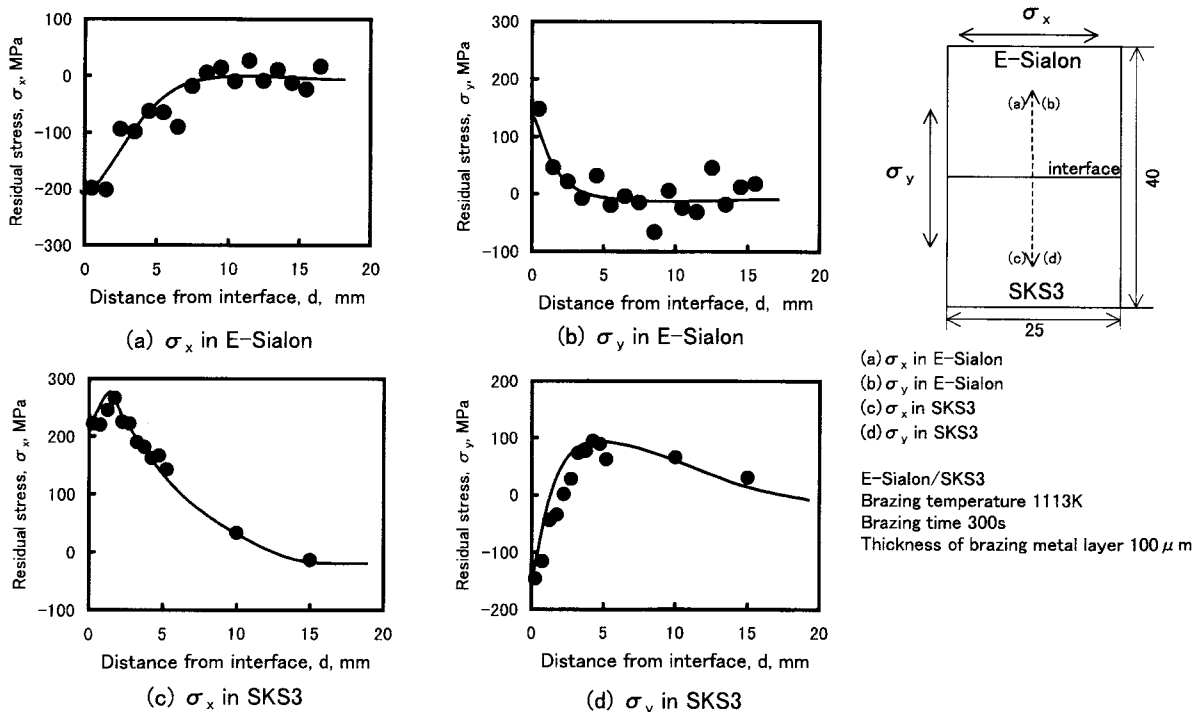 100
0
-100
-200
-300
Residual stress, σx, MPa
0 5 10 15 20
Distance from interface, d, mm
(a) σx in E-Sialon
300
200
100
0
-100
Residual stress, σy, MPa
0 5 10 15 20
Distance from interface, d, mm
(b) σy in E-Sialon
σx
E-Sialon
(a) (b)
σy
interface
40
(c) (d)
SKS3
25
300
200
100
0
-100
Residual stress, σx, MPa
0 5 10 15 20
Distance from interface, d, mm
(c) σx in SKS3
200
100
0
-100
-200
Residual stress, σy, MPa
0 5 10 15 20
Distance from interface, d, mm
(d) σy in SKS3
(a) σx in E-Sialon
(b) σy in E-Sialon
(c) σx in SKS3
(d) σy in SKS3
E-Sialon/SKS3
Brazing temperature 1113K
Brazing time 300s
Thickness of brazing metal layer 100 μm